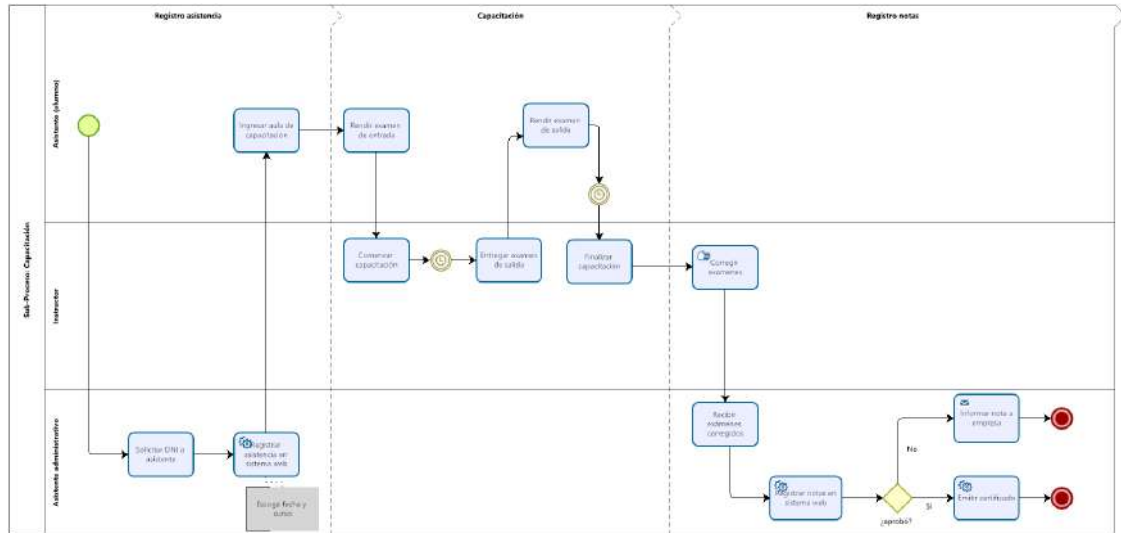 Registro asistencia
Capacitación
Registro notas
Sub-Proceso: Capacitación
Asistente (alumno)
Ingresar aula de
capacitación
Rendir examen
de entrada
Rendir examen
de salida
Instructor
Comenzar
capacitación
Entregar examen
de salida
Finalizar
capacitación
Corregir
exámenes
Asistente administrativo
Solicitar DNI a
asistente
Registrar
asistencia en
sistema web
Escoge fecha y
curso
Recibir
exámenes
corregidos
Registrar notas en
sistema web
¿aprobó?
No
Si
Informar nota a
empresa
Emitir certificado